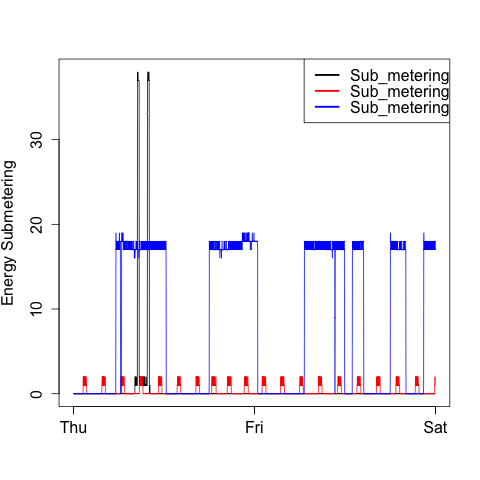 Sub_metering
Sub_metering
Sub_metering
Energy Submetering
30
20
10
0
Thu
Fri
Sat